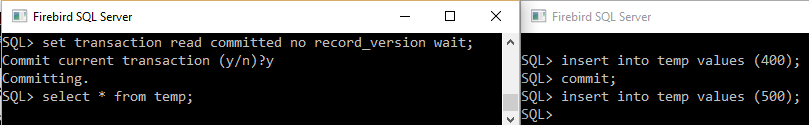 Firebird SQL Server
SQL> set transaction read committed no record_version wait;
Commit current transaction (y/n)?y
Committing.
SQL> select * from temp;
Firebird SQL Server
SQL> insert into temp values (400);
SQL> commit;
SQL> insert into temp values (500);
SQL>